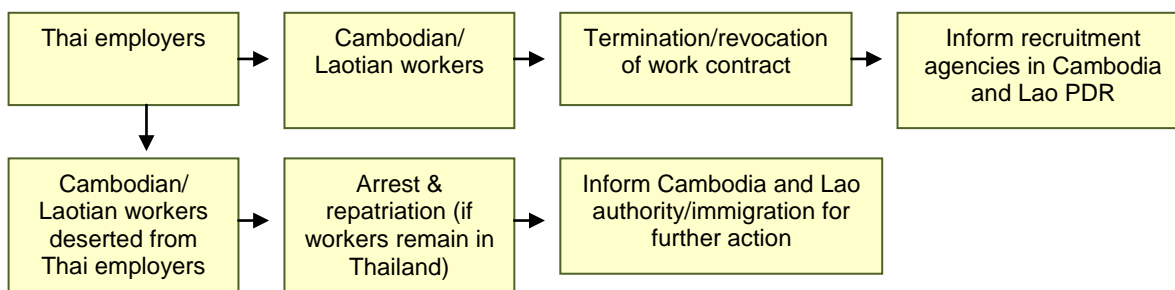 Thai employers
Cambodian/
Laotian workers
Termination/revocation
of work contract
Inform recruitment
agencies in Cambodia
and Lao PDR
Cambodian/
Laotian workers
deserted from
Thai employers
Arrest &
repatriation (if
workers remain in
Thailand)
Inform Cambodia and Lao
authority/immigration for
further action